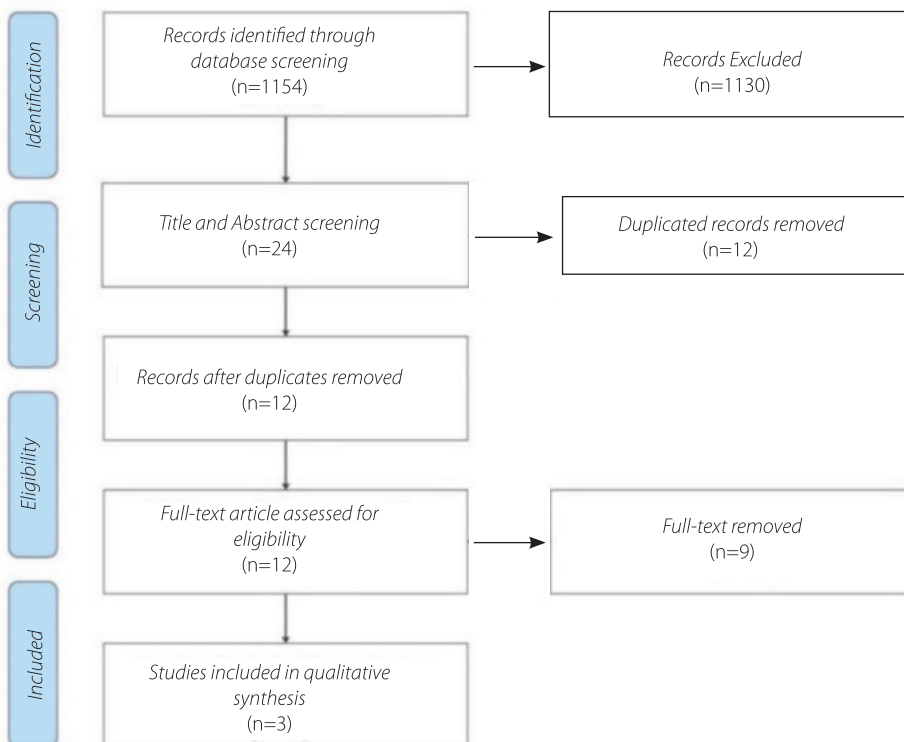 Identification
Records identified through
database screening
(n=1154)
Records Excluded
(n=1130)
Screening
Title and Abstract screening
(n=24)
Duplicated records removed
(n=12)
Records after duplicates removed
(n=12)
Eligibility
Full-text article assessed for
eligibility
(n=12)
Full-text removed
(n=9)
Included
Studies included in qualitative
synthesis
(n=3)